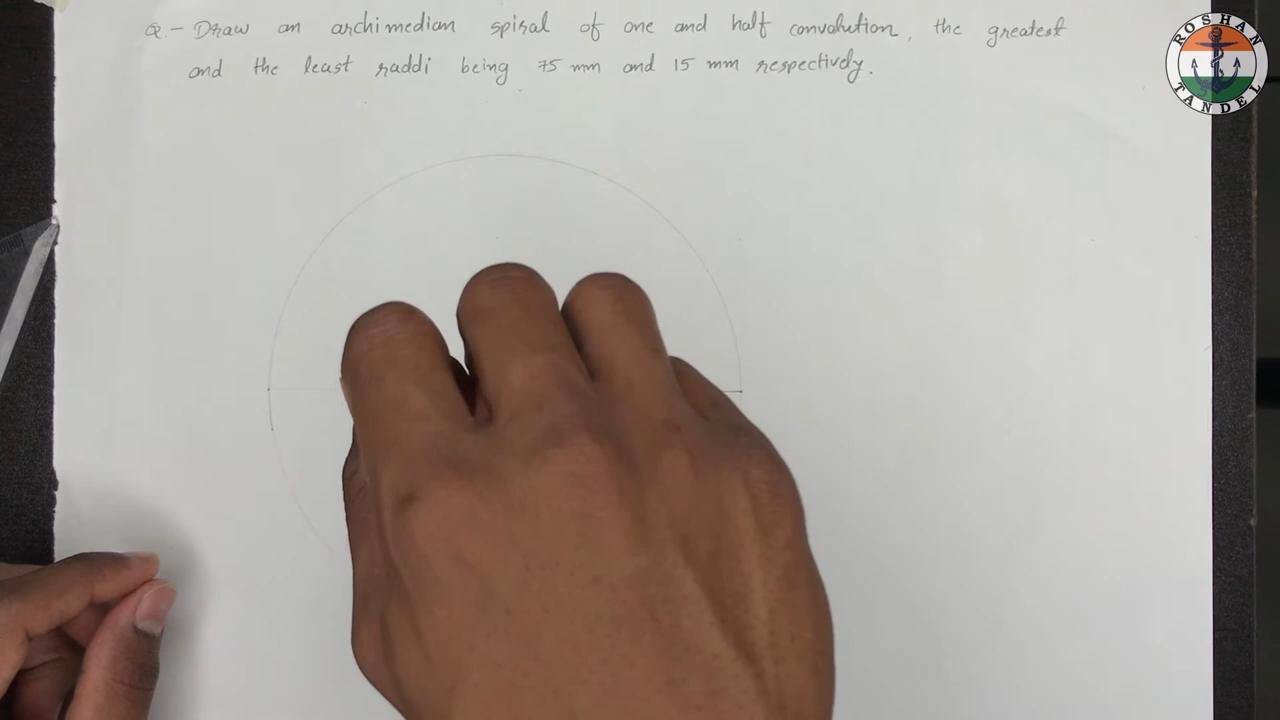 Q.- Draw an archimedian spiral of one and half convolution, the greatest
and the least raddi being 75 mm and 15 mm respectively.
ROSHAN
TANDEL